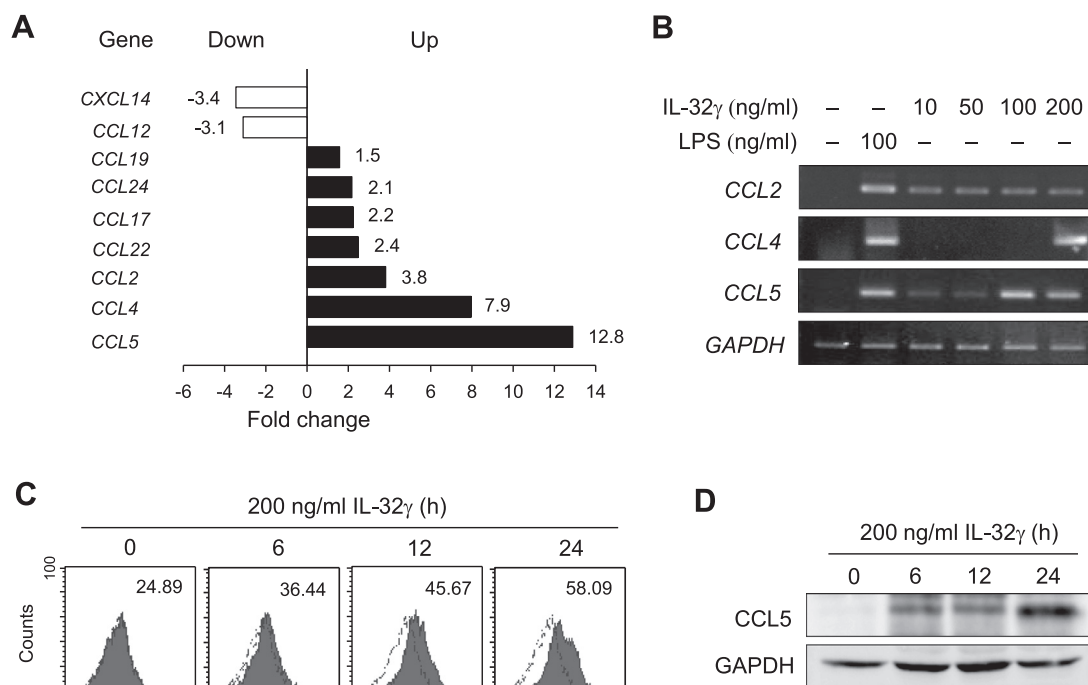 A
Gene Down Up
CXCL14 -3.4
CCL12 -3.1
CCL19 1.5
CCL24 2.1
CCL17 2.2
CCL22 2.4
CCL2 3.8
CCL4 7.9
CCL5 12.8
-6 -4 -2 0 2 4 6 8 10 12 14
Fold change
B
IL-32γ (ng/ml) – – 10 50 100 200
LPS (ng/ml) – 100 – – – –
CCL2
CCL4
CCL5
GAPDH
C
200 ng/ml IL-32γ (h)
0 6 12 24
100
Counts
24.89 36.44 45.67 58.09
D
200 ng/ml IL-32γ (h)
0 6 12 24
CCL5
GAPDH